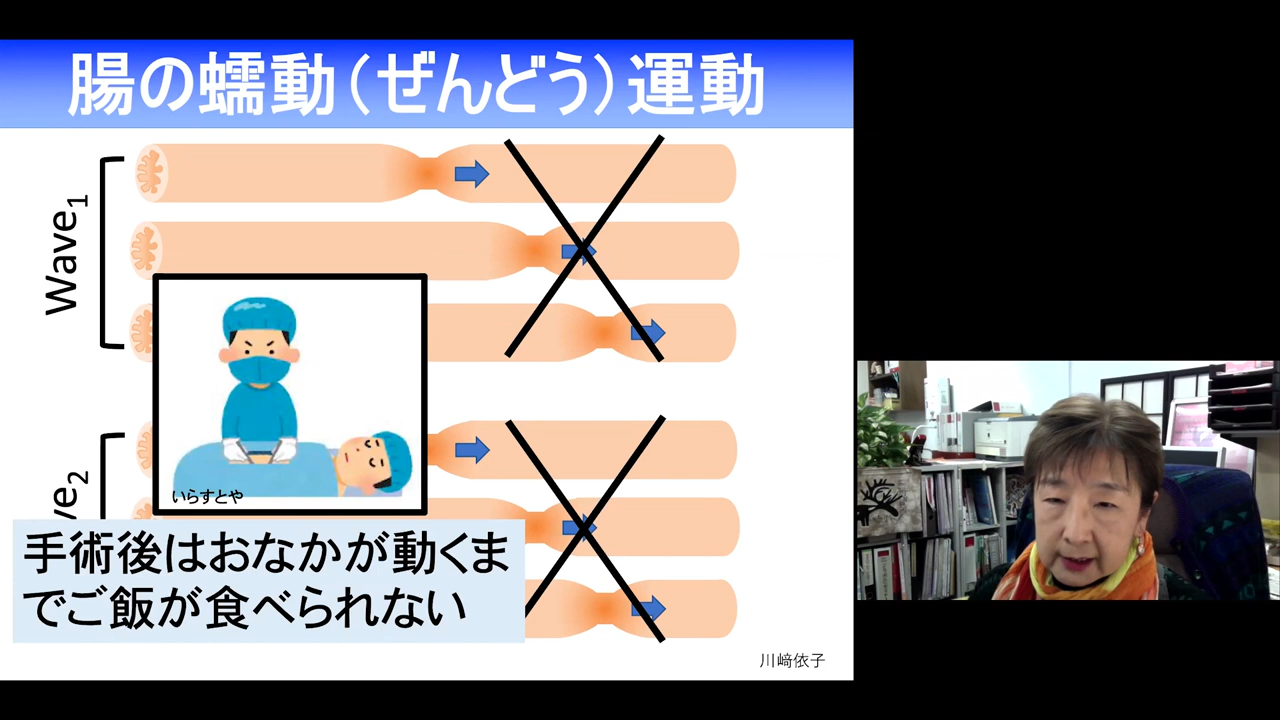 腸の蠕動(ぜんどう)運動
Wave1
ve2
いらすとや
手術後はおなかが動くま
でご飯が食べられない
川﨑依子